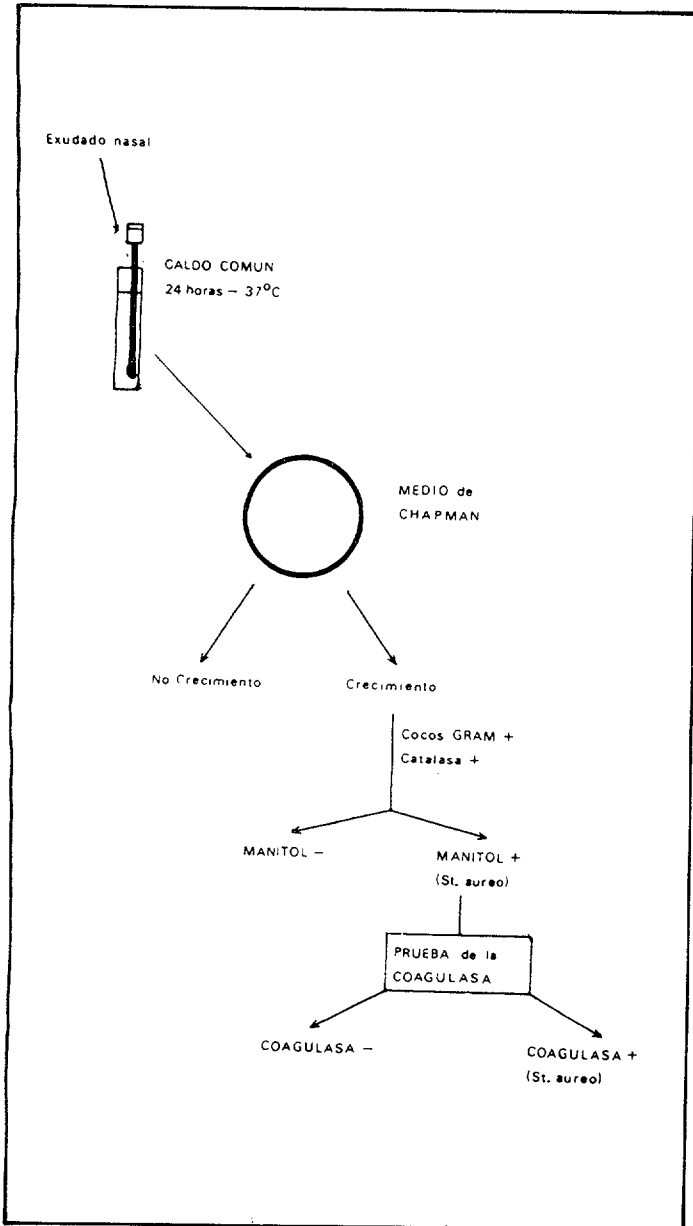 Exudado nasal
CALDO COMUN
24 horas – 37°C
MEDIO de
CHAPMAN
No Crecimiento
Crecimiento
Cocos GRAM +
Catalasa +
MANITOL –
MANITOL +
(St. aureo)
PRUEBA de la
COAGULASA
COAGULASA –
COAGULASA +
(St. aureo)